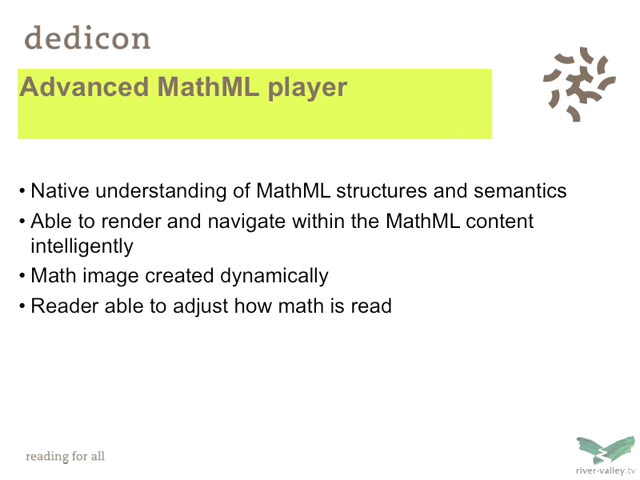 dedicon
Advanced MathML player
• Native understanding of MathML structures and semantics
• Able to render and navigate within the MathML content
intelligently
• Math image created dynamically
• Reader able to adjust how math is read
reading for all
river-valley.tv